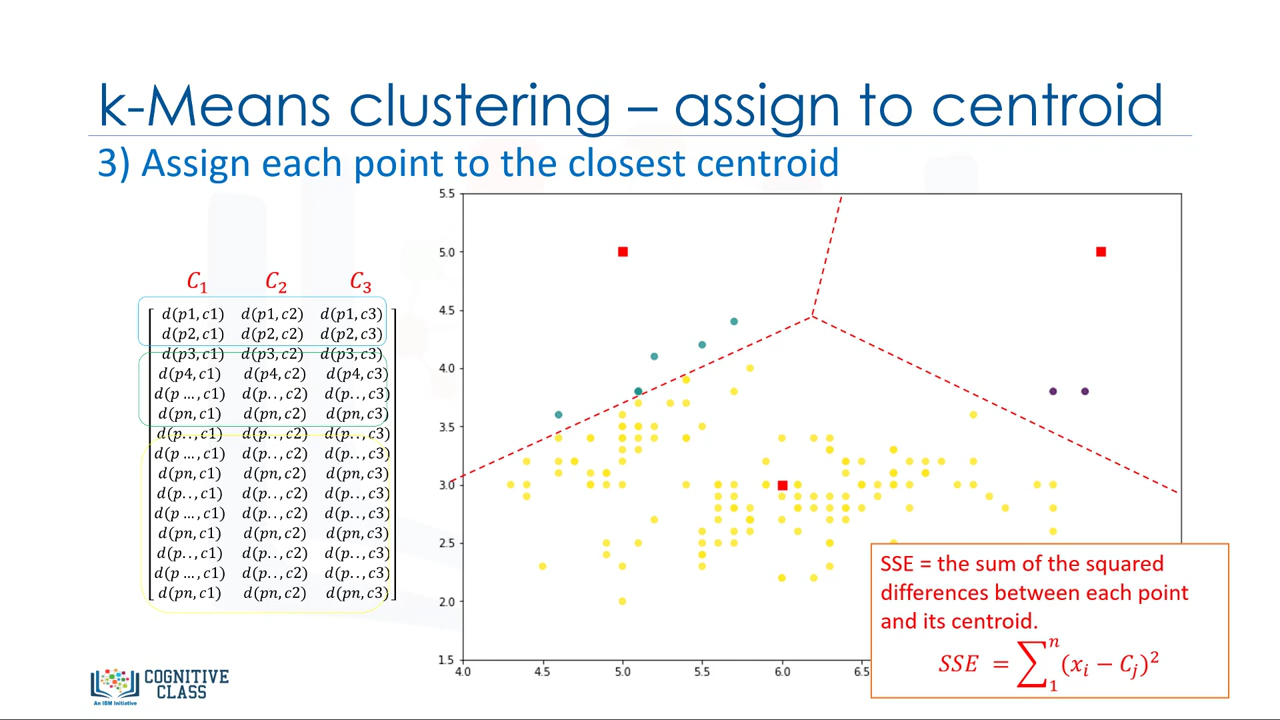 k-Means clustering – assign to centroid
3) Assign each point to the closest centroid
C₁ C₂ C₃
d(p1,c1) d(p1,c2) d(p1,c3)
d(p2,c1) d(p2,c2) d(p2,c3)
d(p3,c1) d(p3,c2) d(p3,c3)
d(p4,c1) d(p4,c2) d(p4,c3)
d(p …,c1) d(p..,c2) d(p..,c3)
d(pn,c1) d(pn,c2) d(pn,c3)
d(p..,c1) d(p..,c2) d(p..,c3)
d(p …,c1) d(p..,c2) d(p..,c3)
d(pn,c1) d(pn,c2) d(pn,c3)
d(p..,c1) d(p..,c2) d(p..,c3)
d(p …,c1) d(p..,c2) d(p..,c3)
d(pn,c1) d(pn,c2) d(pn,c3)
d(p..,c1) d(p..,c2) d(p..,c3)
d(p …,c1) d(p..,c2) d(p..,c3)
d(pn,c1) d(pn,c2) d(pn,c3)
5.5
5.0
4.5
4.0
3.5
3.0
2.5
2.0
1.5
4.0 4.5 5.0 5.5 6.0 6.5
SSE = the sum of the squared
differences between each point
and its centroid.
SSE = ∑₁ⁿ(xᵢ − Cⱼ)²
COGNITIVE
CLASS
An IBM Initiative